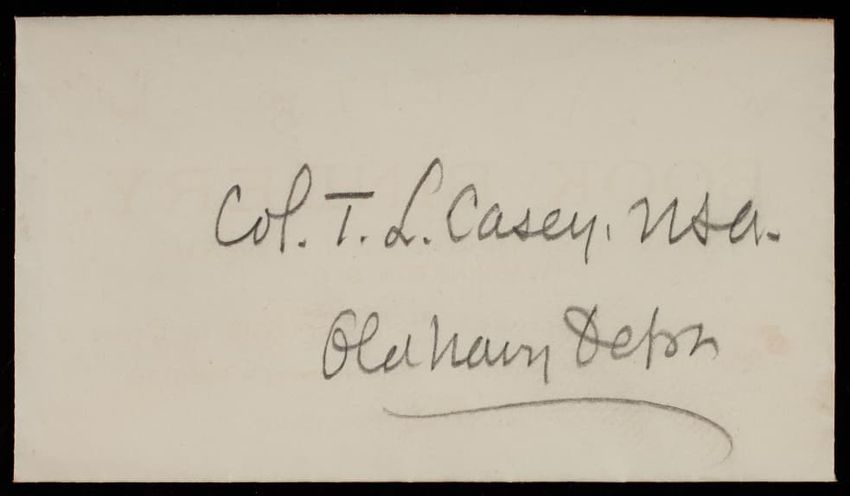 Col. T. L. Casey, USA.
Old Navy Dept